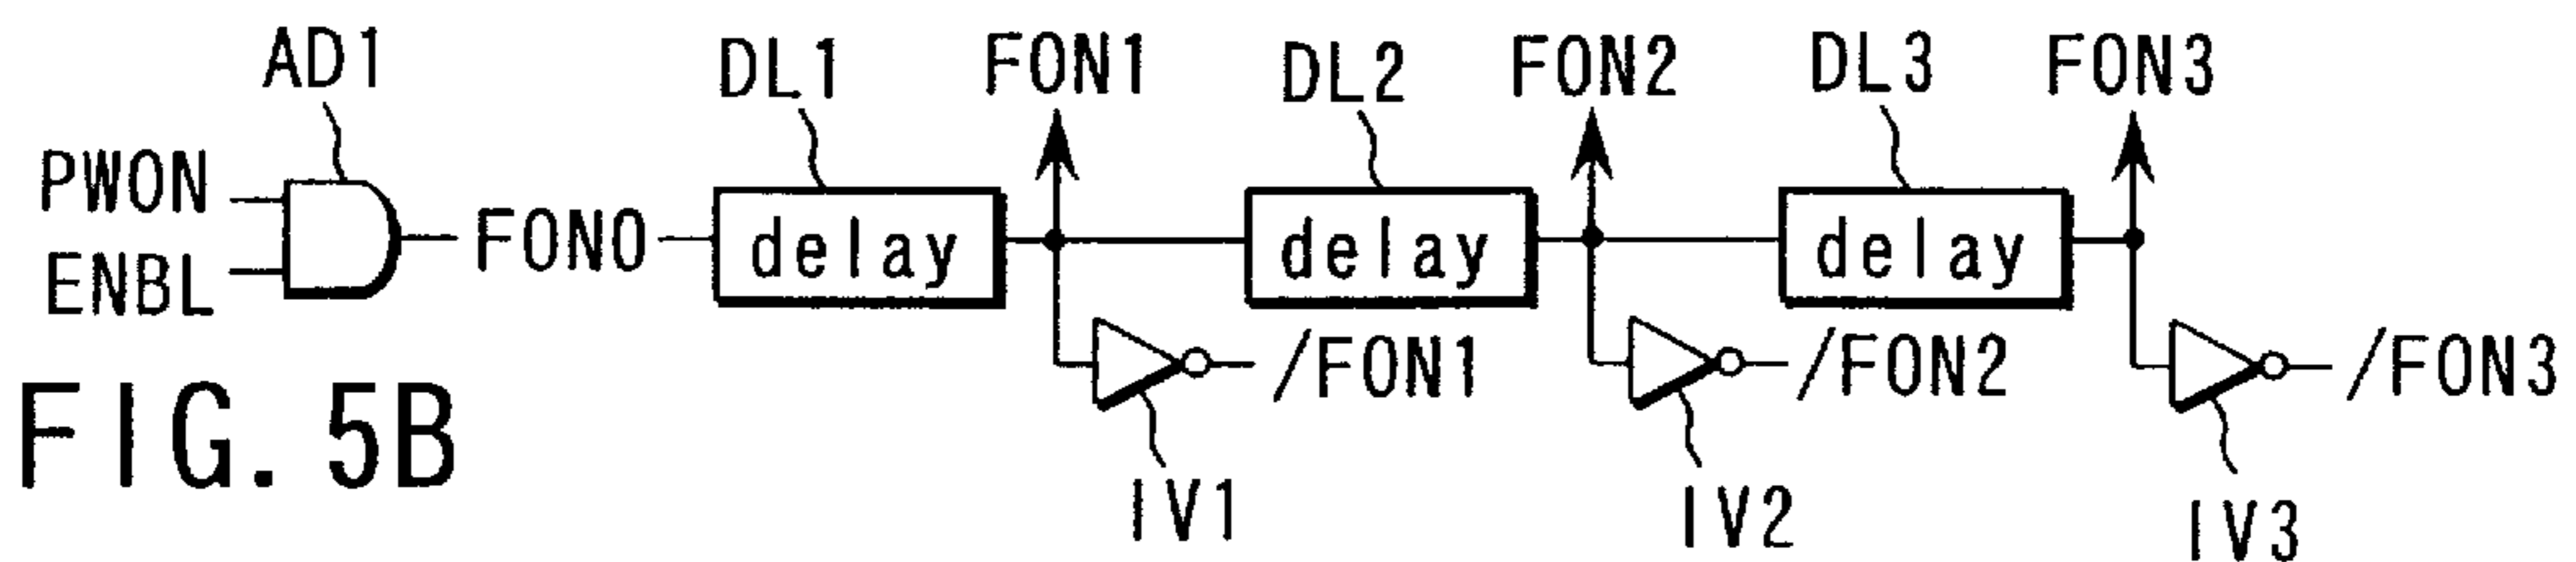 AD1
DL1
FON1
DL2
FON2
DL3
FON3
PWON
ENBL
FON0
delay
delay
delay
/FON1
/FON2
/FON3
IV1
IV2
IV3
FIG. 5B